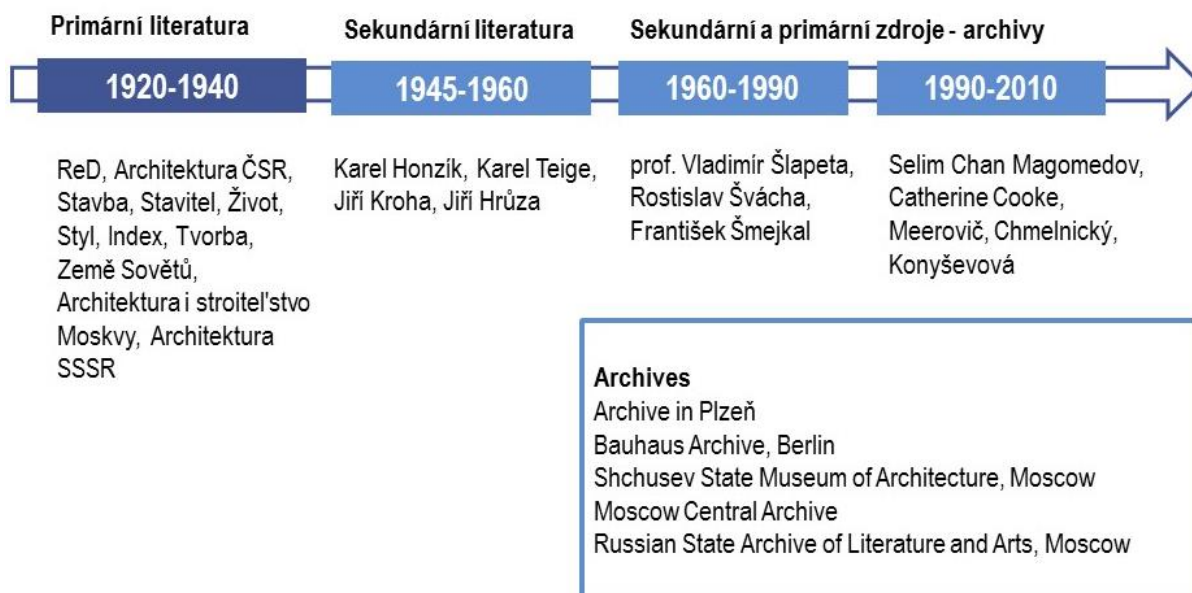 Primární literatura
Sekundární literatura
Sekundární a primární zdroje - archivy
1920-1940
1945-1960
1960-1990
1990-2010
ReD, Architektura ČSR,
Stavba, Stavitel, Život,
Styl, Index, Tvorba,
Země Sovětů,
Architektura i stroitel'stvo
Moskvy, Architektura
SSSR
Karel Honzík, Karel Teige,
Jiří Kroha, Jiří Hrůza
prof. Vladimír Šlapeta,
Rostislav Švácha,
František Šmejkal
Selim Chan Magomedov,
Catherine Cooke,
Meerovič, Chmelnický,
Konyševová
Archives
Archive in Plzeň
Bauhaus Archive, Berlin
Shchusev State Museum of Architecture, Moscow
Moscow Central Archive
Russian State Archive of Literature and Arts, Moscow